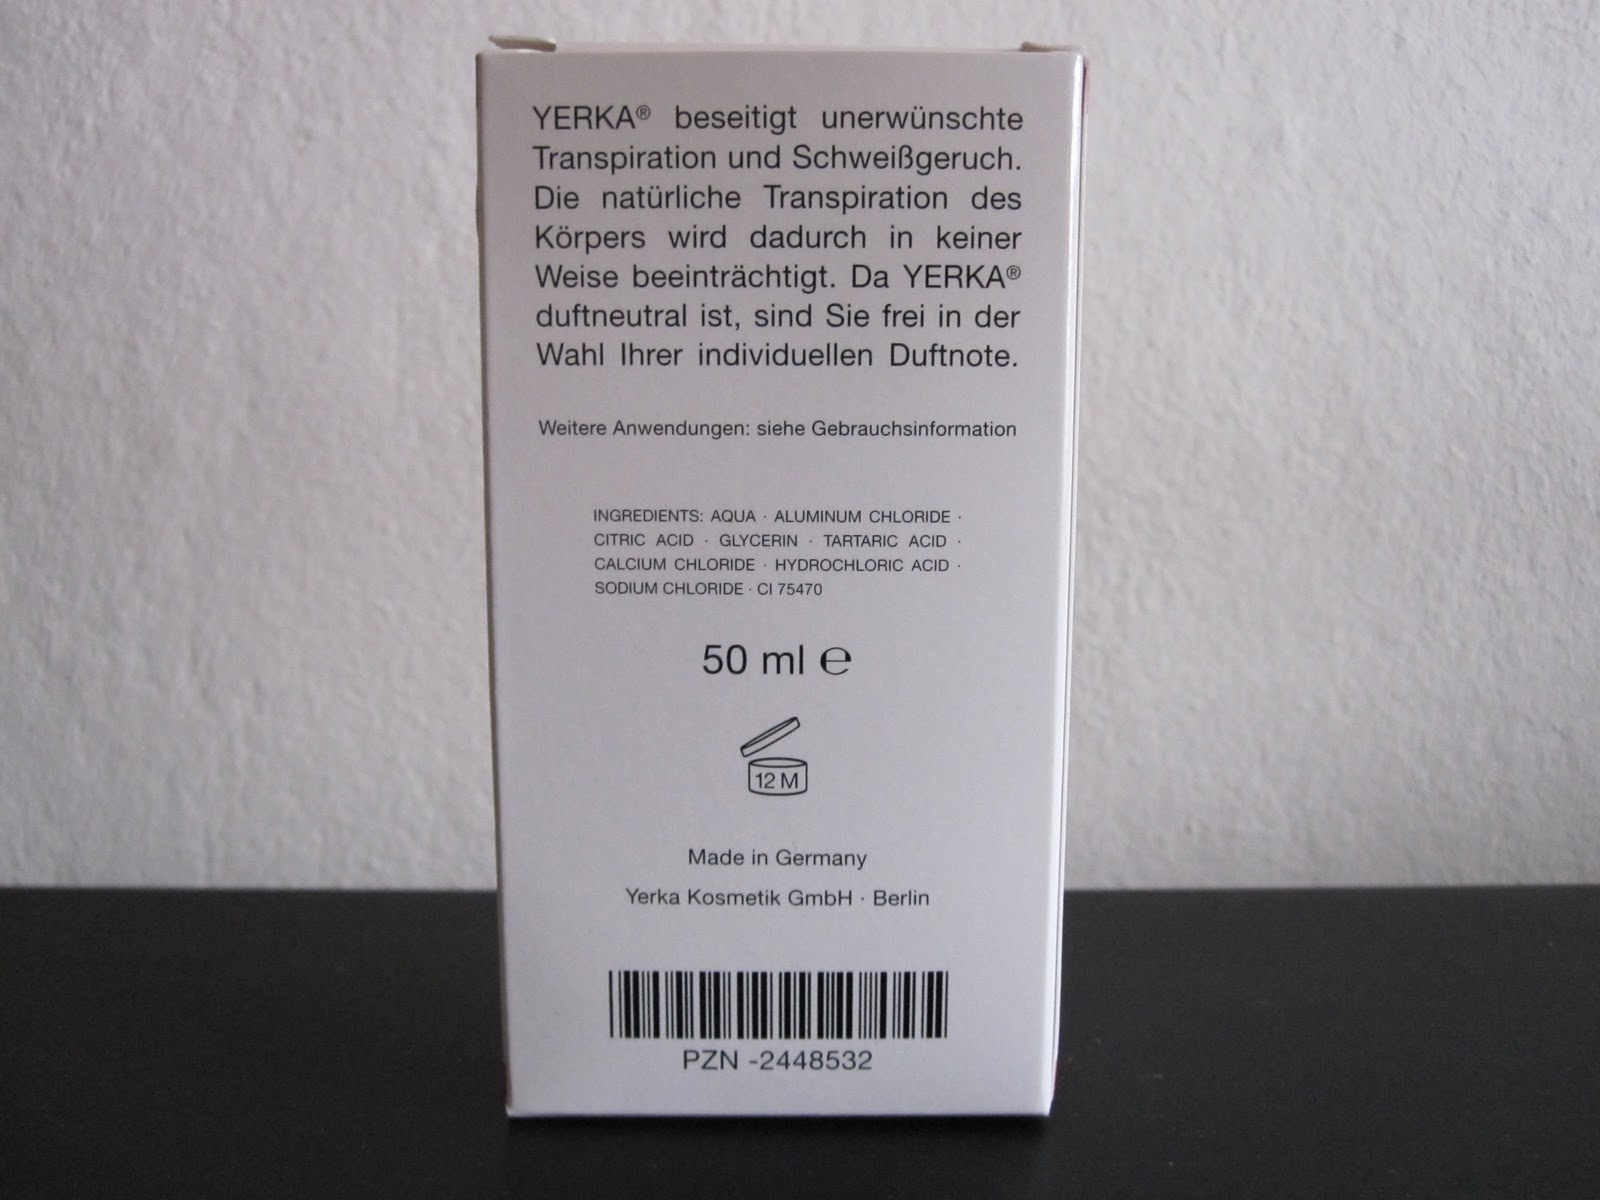 YERKA® beseitigt unerwünschte
Transpiration und Schweißgeruch.
Die natürliche Transpiration des
Körpers wird dadurch in keiner
Weise beeinträchtigt. Da YERKA®
duftneutral ist, sind Sie frei in der
Wahl Ihrer individuellen Duftnote.
Weitere Anwendungen: siehe Gebrauchsinformation
INGREDIENTS: AQUA · ALUMINUM CHLORIDE ·
CITRIC ACID · GLYCERIN · TARTARIC ACID ·
CALCIUM CHLORIDE · HYDROCHLORIC ACID ·
SODIUM CHLORIDE · CI 75470
50 ml ℮
12 M
Made in Germany
Yerka Kosmetik GmbH · Berlin
PZN -2448532